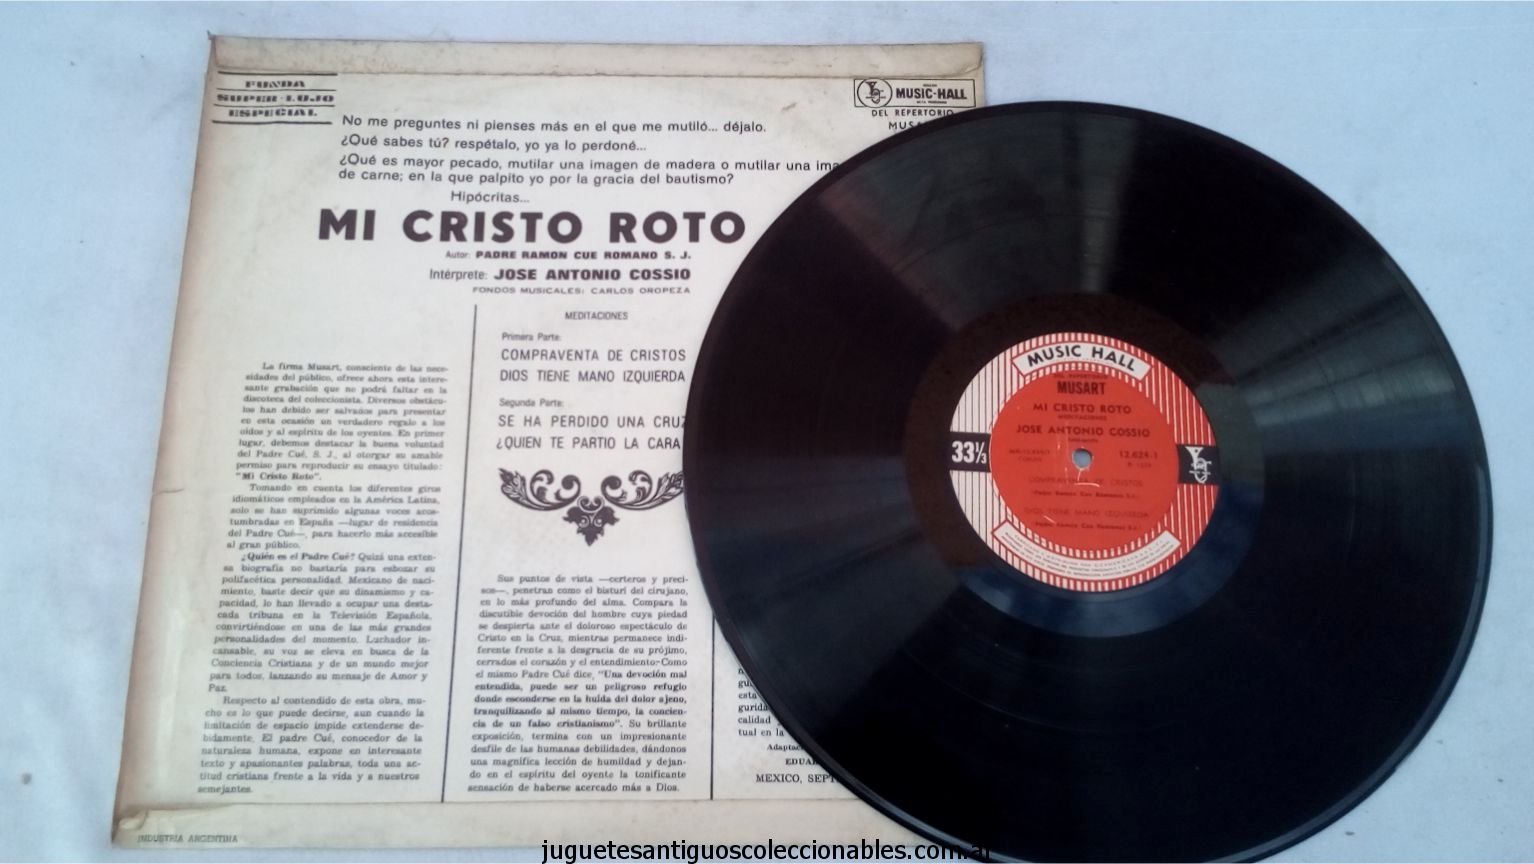 FUNDA
SUPER-LUJO
ESPECIAL
MUSIC-HALL
DEL REPERTORIO
No me preguntes ni pienses más en el que me mutiló... déjalo.
¿Qué sabes tú? respétalo, yo ya lo perdoné...
¿Qué es mayor pecado, mutilar una imagen de madera o mutilar una
de carne; en la que palpito yo por la gracia del bautismo?
Hipócritas...
MI CRISTO ROTO
Autor: PADRE RAMON CUE ROMANO S. J.
Intérprete: JOSE ANTONIO COSSIO
FONDOS MUSICALES: CARLOS OROPEZA
La firma Musart, consciente de las nece-
sidades del público, ofrece ahora esta intere-
sante grabación que no podrá faltar en la
discoteca del coleccionista. Diversos obstácu-
los han debido ser salvados para presentar
en esta ocasión un verdadero regalo a los
oídos y al espíritu de los oyentes. En primer
lugar, debemos destacar la buena voluntad
del Padre Cué, S. J., al otorgar su amable
permiso para reproducir su ensayo titulado:
"Mi Cristo Roto".
Tomando en cuenta los diferentes giros
idiomáticos empleados en la América Latina,
solo se han suprimido algunas voces acos-
tumbradas en España —lugar de residencia
del Padre Cué—, para hacerlo más accesible
al gran público.
¿Quién es el Padre Cué? Quizá una exten-
sa biografía no bastaría para esbozar su
polifacética personalidad. Mexicano de naci-
miento, baste decir que su dinamismo y ca-
pacidad, lo han llevado a ocupar una desta-
cada tribuna en la Televisión Española,
convirtiéndose en una de las más grandes
personalidades del momento. Luchador in-
cansable, su voz se eleva en busca de la
Conciencia Cristiana y de un mundo mejor
para todos, lanzando su mensaje de Amor y
Paz.
Respecto al contenido de esta obra, mu-
cho es lo que puede decirse, aun cuando la
limitación de espacio impide extenderse de-
bidamente. El padre Cué, conocedor de la
naturaleza humana, expone en interesante
texto y apasionantes palabras, toda una ac-
titud cristiana frente a la vida y a nuestros
semejantes.
MEDITACIONES
Primera Parte:
COMPRAVENTA DE CRISTOS
DIOS TIENE MANO IZQUIERDA
Segunda Parte:
SE HA PERDIDO UNA CRUZ
¿QUIEN TE PARTIO LA CARA
Sus puntos de vista —certeros y preci-
sos—, penetran como el bisturí del cirujano,
en lo más profundo del alma. Compara la
discutible devoción del hombre cuya piedad
se despierta ante el doloroso espectáculo de
Cristo en la Cruz, mientras permanece indi-
ferente frente a la desgracia de su prójimo,
cerrados el corazón y el entendimiento-Como
el mismo Padre Cué dice, "Una devoción mal
entendida, puede ser un peligroso refugio
donde esconderse en la huída del dolor ajeno,
tranquilizando al mismo tiempo, la concien-
cia de un falso cristianismo". Su brillante
exposición, termina con un impresionante
desfile de las humanas debilidades, dándonos
una magnífica lección de humildad y dejan-
do en el espíritu del oyente la tonificante
sensación de haberse acercado más a Dios.
esta
calidad
tual en la
MEXICO,
INDUSTRIA ARGENTINA
MUSIC HALL
DEL REPERTORIO
MUSART
MI CRISTO ROTO
MEDITACIONES
JOSE ANTONIO COSSIO
33⅓
12.624-1
COMPRAVENTA DE CRISTOS
(Padre Ramón Cue Romano S.J.)
DIOS TIENE MANO IZQUIERDA
(Padre Ramón Cue Romano S.J.)
juguetesantiguoscoleccionables.com.ar